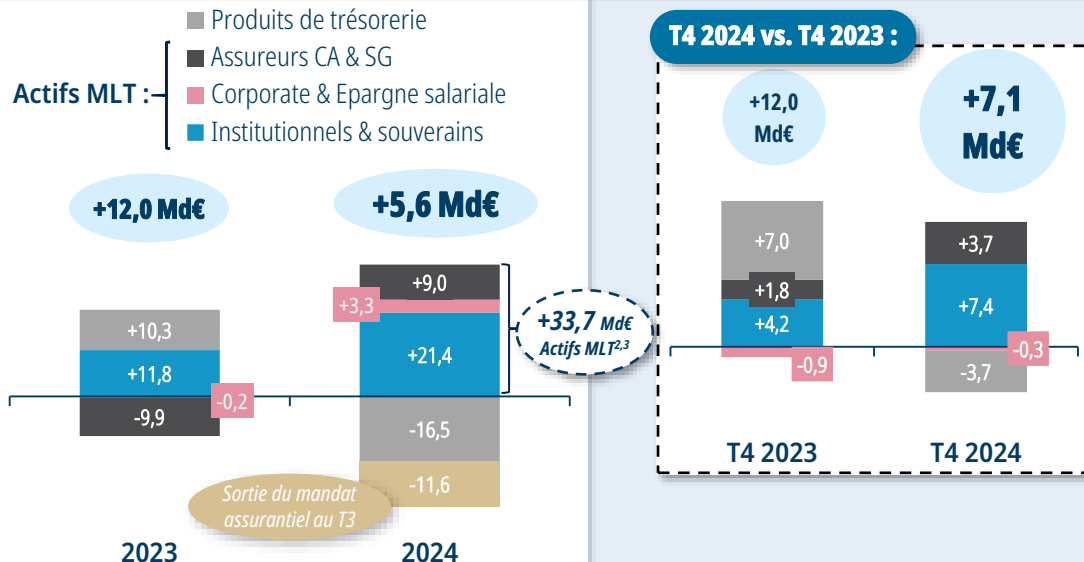 Produits de trésorerie
Assureurs CA & SG
Actifs MLT :
Corporate & Epargne salariale
Institutionnels & souverains
+12,0 Md€
+5,6 Md€
+10,3
+11,8
-0,2
-9,9
+9,0
+3,3
+21,4
-16,5
-11,6
+33,7 Md€
Actifs MLT2,3
Sortie du mandat
assurantiel au T3
2023
2024
T4 2024 vs. T4 2023 :
+12,0
Md€
+7,1
Md€
+7,0
+1,8
+4,2
-0,9
+3,7
+7,4
-0,3
-3,7
T4 2023
T4 2024